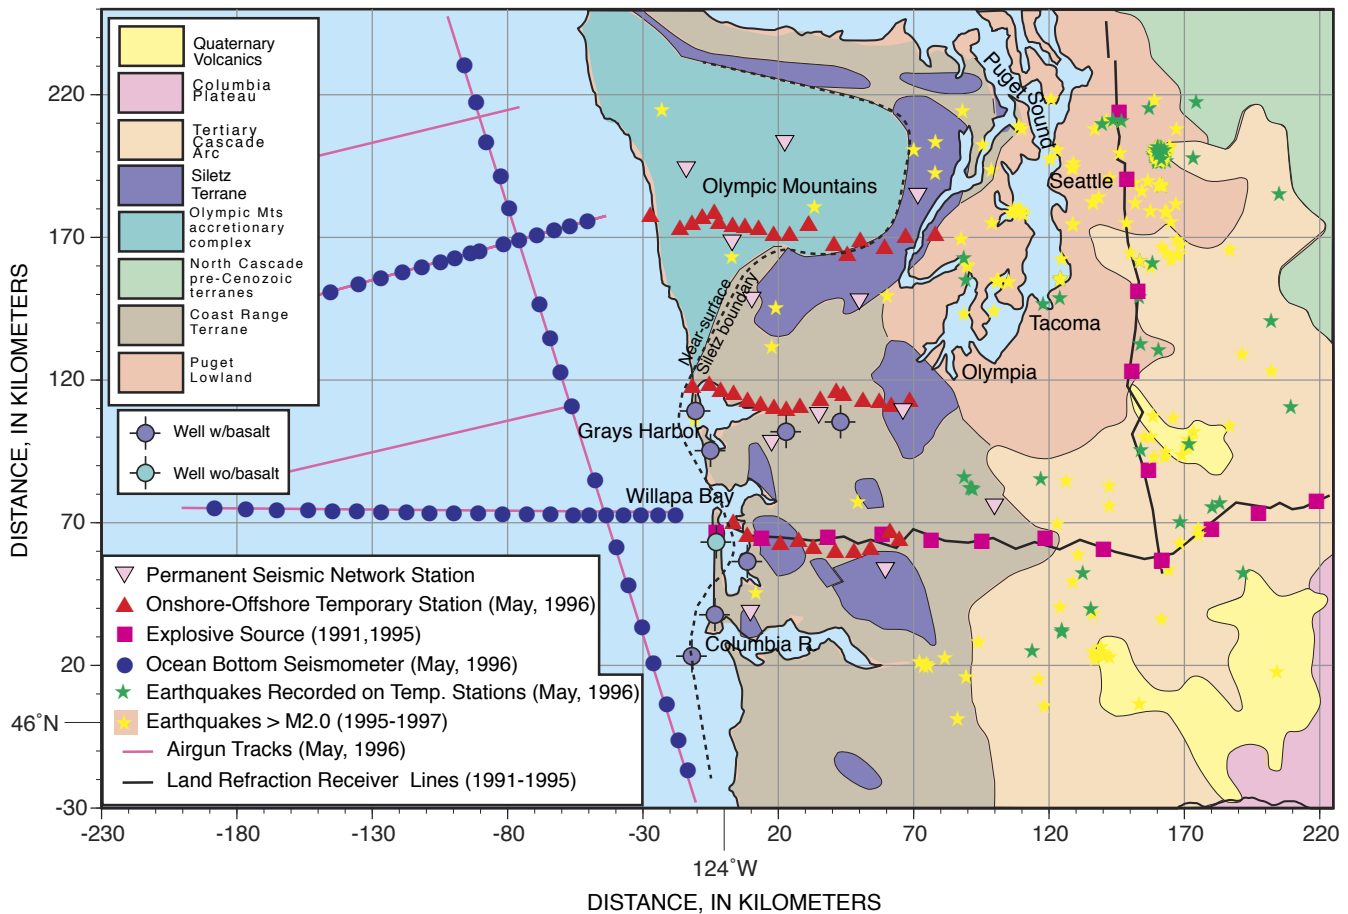 Quaternary
Volcanics
Columbia
Plateau
Tertiary
Cascade
Arc
Siletz
Terrane
Olympic Mts
accretionary
complex
North Cascade
pre-Cenozoic
terranes
Coast Range
Terrane
Puget
Lowland
Well w/basalt
Well wo/basalt
Permanent Seismic Network Station
Onshore-Offshore Temporary Station (May, 1996)
Explosive Source (1991,1995)
Ocean Bottom Seismometer (May, 1996)
Earthquakes Recorded on Temp. Stations (May, 1996)
Earthquakes > M2.0 (1995-1997)
Airgun Tracks (May, 1996)
Land Refraction Receiver Lines (1991-1995)
Puget Sound
Olympic Mountains
Seattle
Near-surface
Siletz boundary
Tacoma
Olympia
Grays Harbor
Willapa Bay
Columbia R.
DISTANCE, IN KILOMETERS
220
170
120
70
20
46°N
-30
-230
-180
-130
-80
-30
20
70
120
170
220
124°W
DISTANCE, IN KILOMETERS